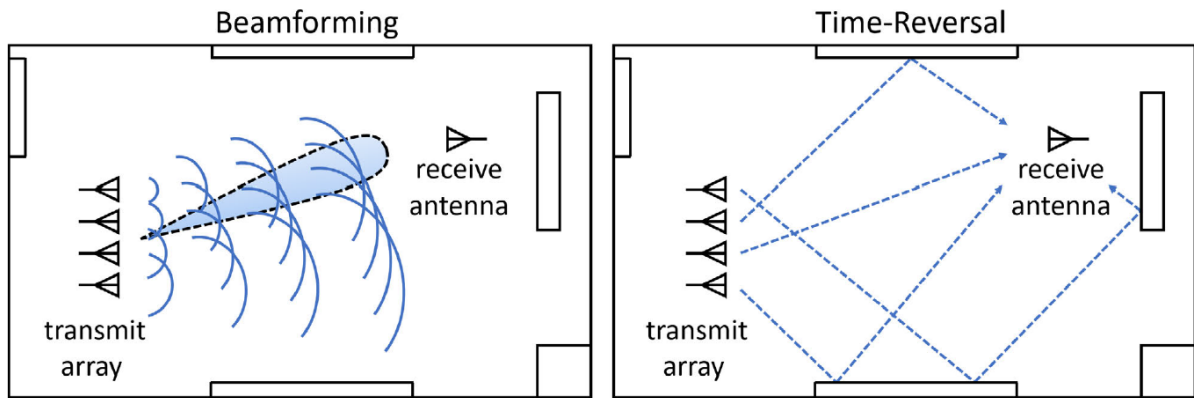 Beamforming
receive
antenna
transmit
array
Time-Reversal
receive
antenna
transmit
array